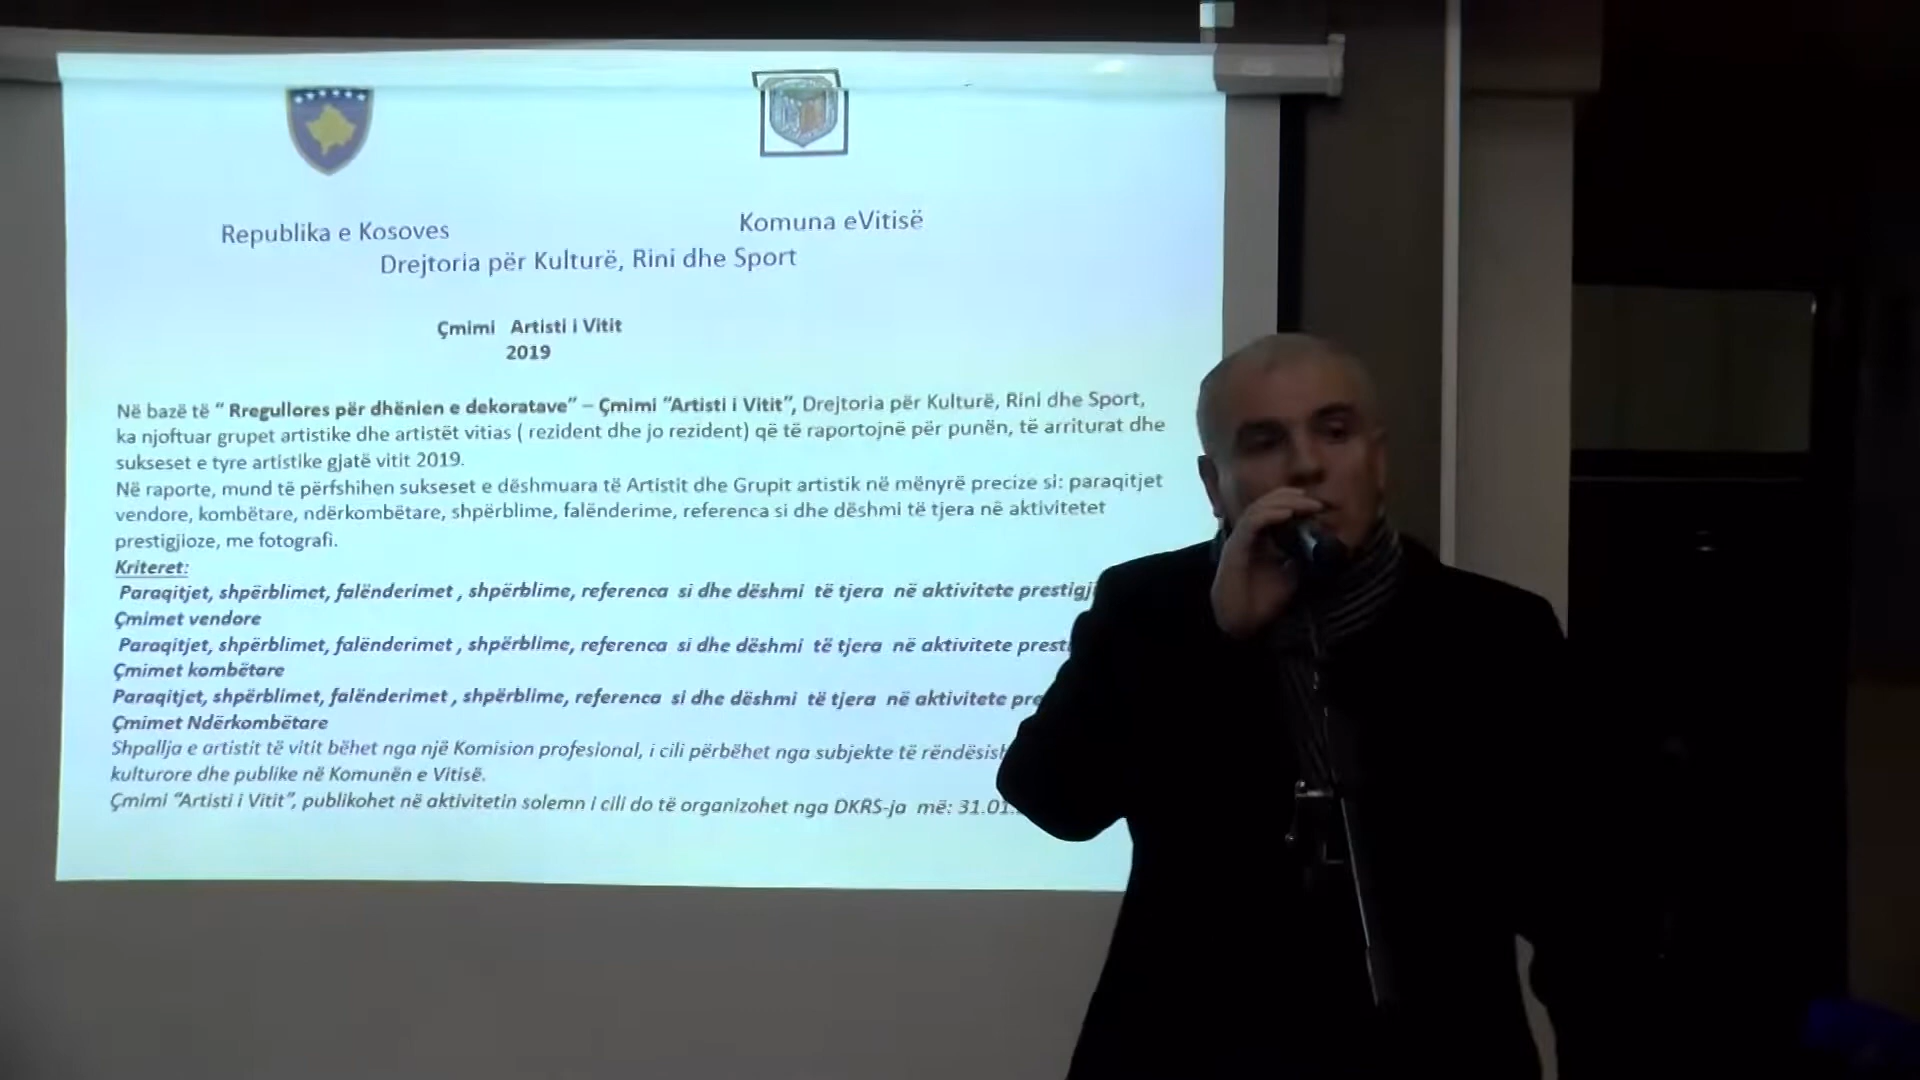 Republika e Kosoves Komuna eVitisë
Drejtoria për Kulturë, Rini dhe Sport
Çmimi Artisti i Vitit
2019
Në bazë të “ Rregullores për dhënien e dekoratave” – Çmimi “Artisti i Vitit”, Drejtoria për Kulturë, Rini dhe Sport,
ka njoftuar grupet artistike dhe artistët vitias ( rezident dhe jo rezident) që të raportojnë për punën, të arriturat dhe
sukseset e tyre artistike gjatë vitit 2019.
Në raporte, mund të përfshihen sukseset e dëshmuara të Artistit dhe Grupit artistik në mënyrë precize si: paraqitjet
vendore, kombëtare, ndërkombëtare, shpërblime, falënderime, referenca si dhe dëshmi të tjera në aktivitetet
prestigjioze, me fotografi.
Kriteret:
Paraqitjet, shpërblimet, falënderimet , shpërblime, referenca si dhe dëshmi të tjera në aktivitete prestigj
Çmimet vendore
Paraqitjet, shpërblimet, falënderimet , shpërblime, referenca si dhe dëshmi të tjera në aktivitete prest
Çmimet kombëtare
Paraqitjet, shpërblimet, falënderimet , shpërblime, referenca si dhe dëshmi të tjera në aktivitete pre
Çmimet Ndërkombëtare
Shpallja e artistit të vitit bëhet nga një Komision profesional, i cili përbëhet nga subjekte të rëndësish
kulturore dhe publike në Komunën e Vitisë.
Çmimi “Artisti i Vitit”, publikohet në aktivitetin solemn i cili do të organizohet nga DKRS-ja më: 31.01.